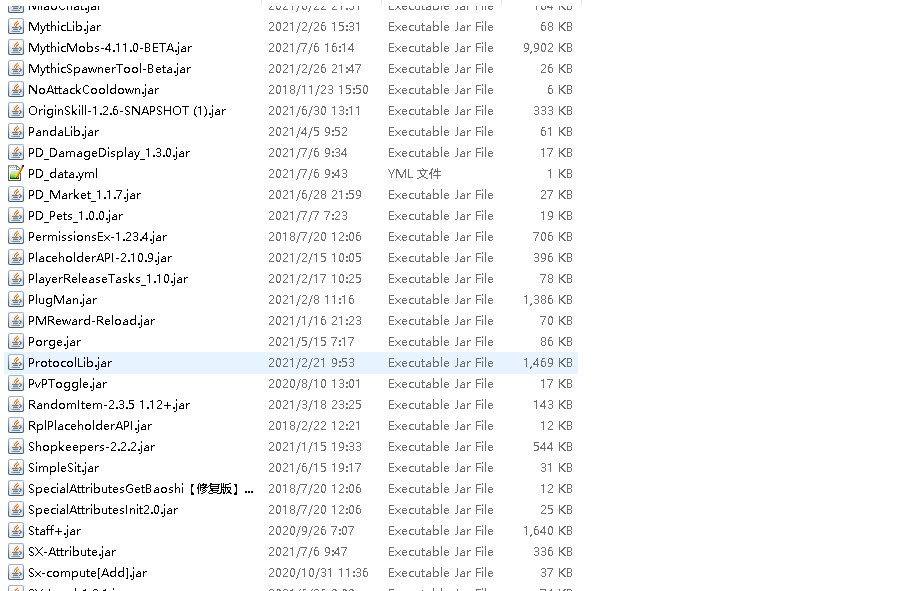 MythicLib.jar 2021/2/26 15:31 Executable Jar File 68 KB
MythicMobs-4.11.0-BETA.jar 2021/7/6 16:14 Executable Jar File 9,902 KB
MythicSpawnerTool-Beta.jar 2021/2/26 21:47 Executable Jar File 26 KB
NoAttackCooldown.jar 2018/11/23 15:50 Executable Jar File 6 KB
OriginSkill-1.2.6-SNAPSHOT (1).jar 2021/6/30 13:11 Executable Jar File 333 KB
PandaLib.jar 2021/4/5 9:52 Executable Jar File 61 KB
PD_DamageDisplay_1.3.0.jar 2021/7/6 9:34 Executable Jar File 17 KB
PD_data.yml 2021/7/6 9:43 YML 文件 1 KB
PD_Market_1.1.7.jar 2021/6/28 21:59 Executable Jar File 27 KB
PD_Pets_1.0.0.jar 2021/7/7 7:23 Executable Jar File 19 KB
PermissionsEx-1.23.4.jar 2018/7/20 12:06 Executable Jar File 706 KB
PlaceholderAPI-2.10.9.jar 2021/2/15 10:05 Executable Jar File 396 KB
PlayerReleaseTasks_1.10.jar 2021/2/17 10:25 Executable Jar File 78 KB
PlugMan.jar 2021/2/8 11:16 Executable Jar File 1,386 KB
PMReward-Reload.jar 2021/1/16 21:23 Executable Jar File 70 KB
Porge.jar 2021/5/15 7:17 Executable Jar File 86 KB
ProtocolLib.jar 2021/2/21 9:53 Executable Jar File 1,469 KB
PvPToggle.jar 2020/8/10 13:01 Executable Jar File 17 KB
RandomItem-2.3.5 1.12+.jar 2021/3/18 23:25 Executable Jar File 143 KB
RplPlaceholderAPI.jar 2018/2/22 12:21 Executable Jar File 12 KB
Shopkeepers-2.2.2.jar 2021/1/15 19:33 Executable Jar File 544 KB
SimpleSit.jar 2021/6/15 19:17 Executable Jar File 31 KB
SpecialAttributesGetBaoshi【修复版】... 2018/7/20 12:06 Executable Jar File 12 KB
SpecialAttributesInit2.0.jar 2018/7/20 12:06 Executable Jar File 25 KB
Staff+.jar 2020/9/26 7:07 Executable Jar File 1,640 KB
SX-Attribute.jar 2021/7/6 9:47 Executable Jar File 336 KB
Sx-compute[Add].jar 2020/10/31 11:36 Executable Jar File 37 KB